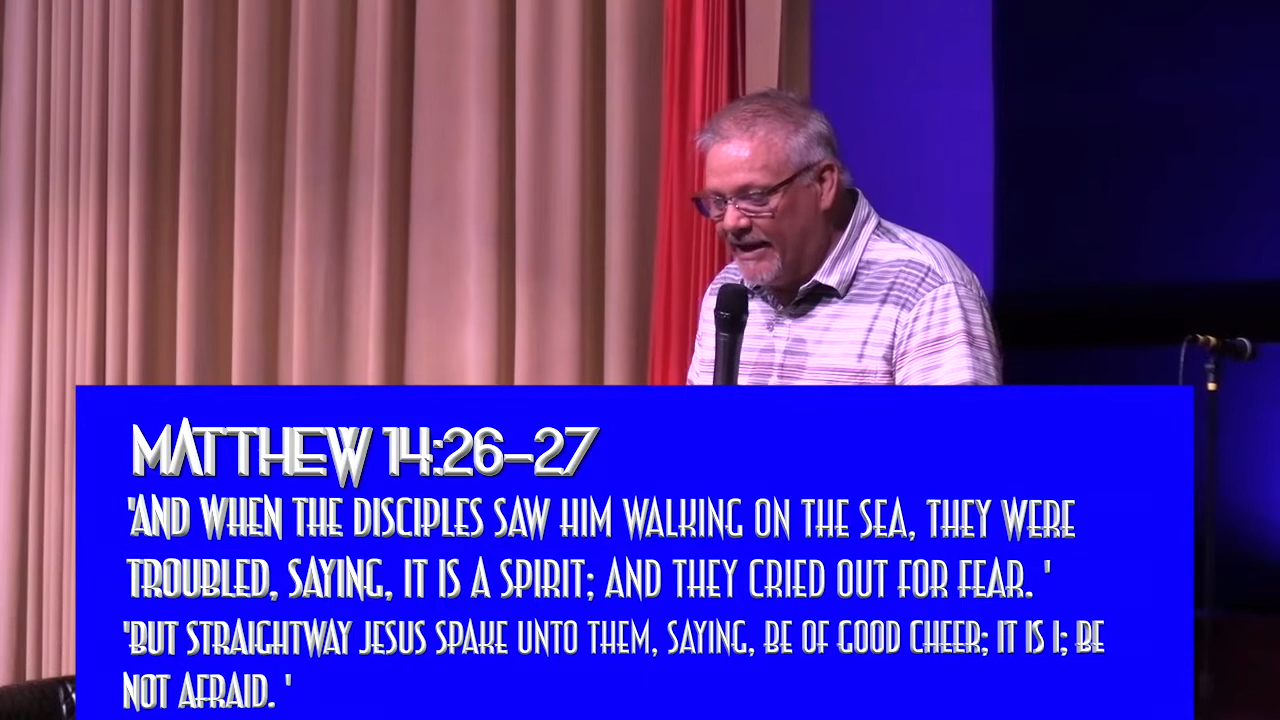 MATTHEW 14:26-27
'AND WHEN THE DISCIPLES SAW HIM WALKING ON THE SEA, THEY WERE
TROUBLED, SAYING, IT IS A SPIRIT; AND THEY CRIED OUT FOR FEAR. '
'BUT STRAIGHTWAY JESUS SPAKE UNTO THEM, SAYING, BE OF GOOD CHEER; IT IS I; BE
NOT AFRAID. '